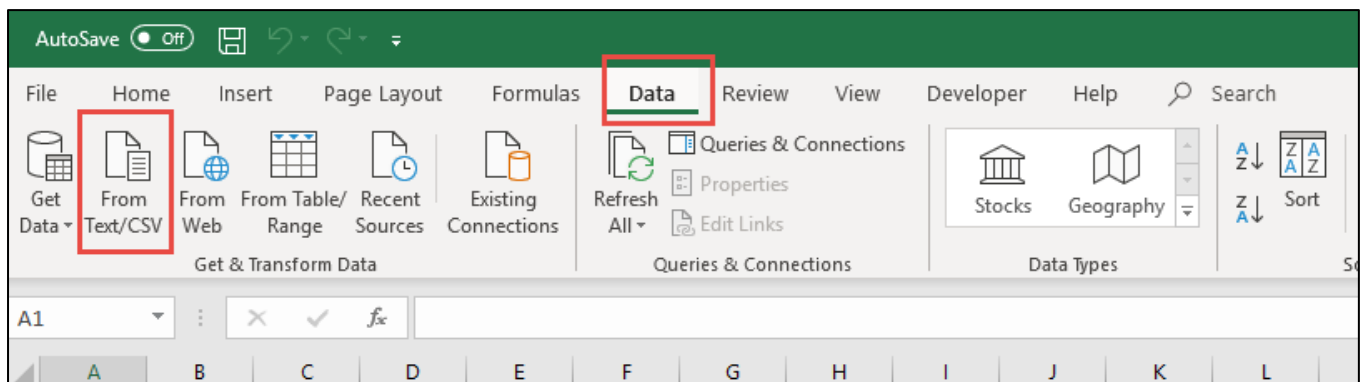 AutoSave Off
File Home Insert Page Layout Formulas Data Review View Developer Help Search
Get Data From Text/CSV From Web From Table/ Range Recent Sources Existing Connections Refresh All Queries & Connections
Properties
Edit Links
Stocks Geography
Sort
Get & Transform Data Queries & Connections Data Types
A1 fx
A B C D E F G H I J K L